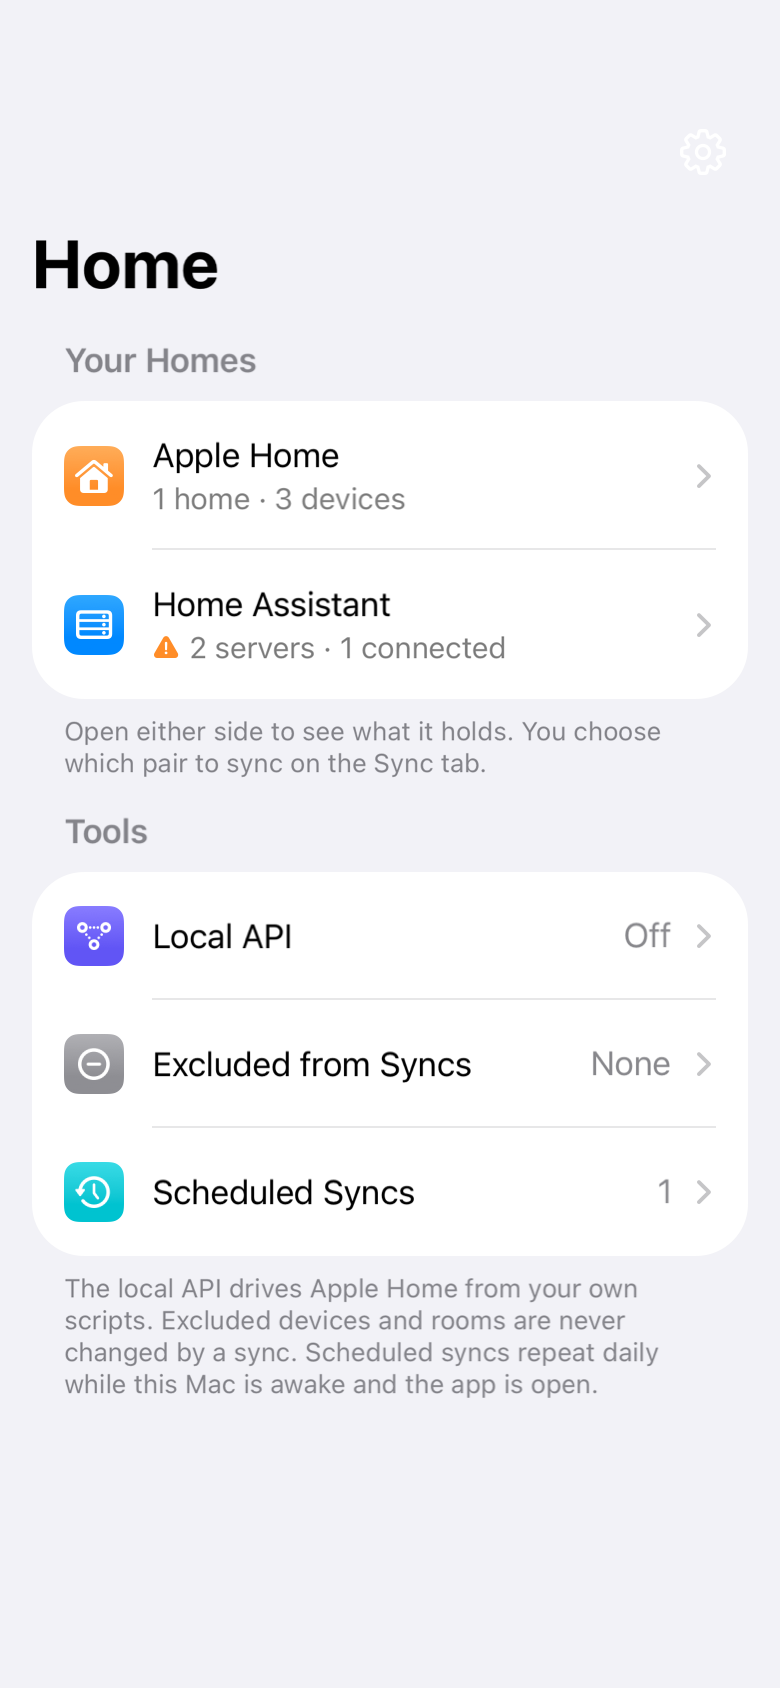 Home
Your Homes
Apple Home
1 home · 3 devices
Home Assistant
2 servers · 1 connected
Open either side to see what it holds. You choose
which pair to sync on the Sync tab.
Tools
Local API Off
Excluded from Syncs None
Scheduled Syncs 1
The local API drives Apple Home from your own
scripts. Excluded devices and rooms are never
changed by a sync. Scheduled syncs repeat daily
while this Mac is awake and the app is open.